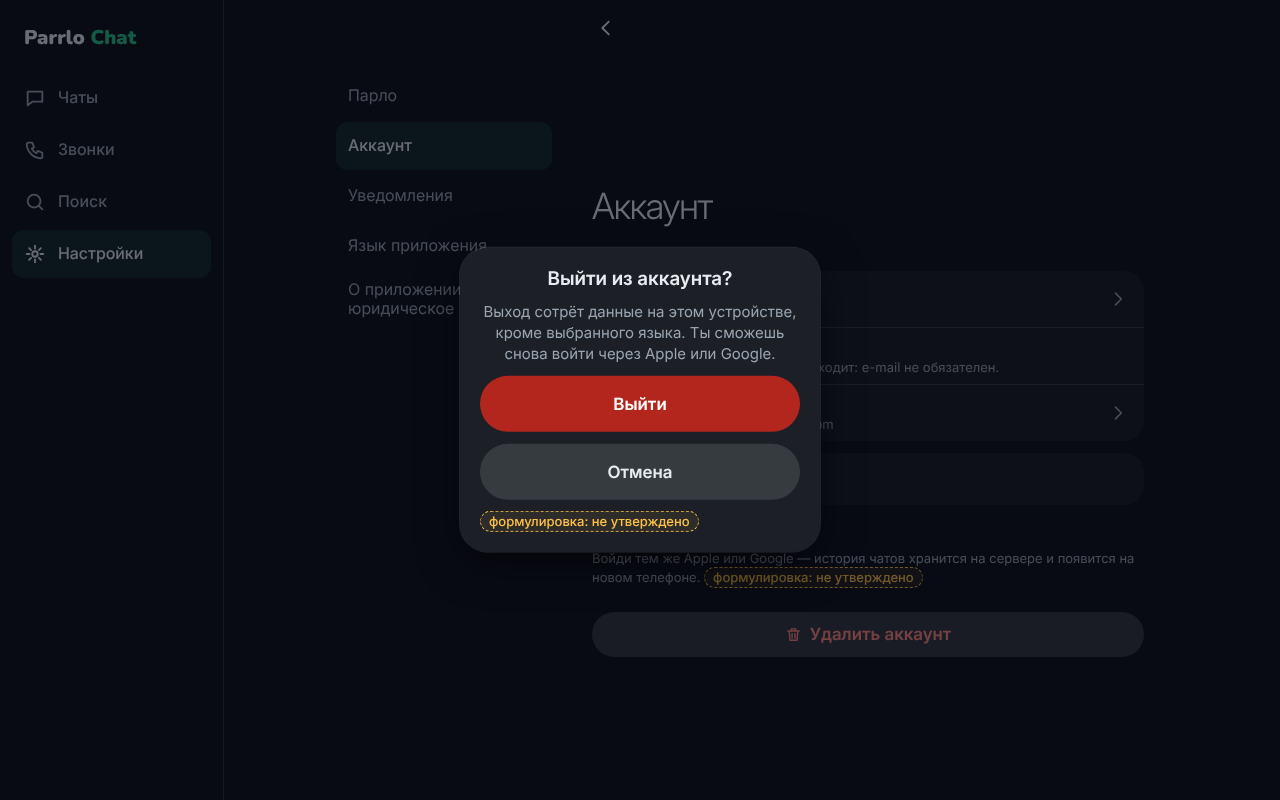 Parrlo Chat
Чаты
Звонки
Поиск
Настройки
Парло
Аккаунт
Уведомления
Язык приложения
О приложении
юридическое
Аккаунт
e-mail не обязателен.
Выйти из аккаунта?
Выход сотрёт данные на этом устройстве,
кроме выбранного языка. Ты сможешь
снова войти через Apple или Google.
Выйти
Отмена
формулировка: не утверждено
Войди тем же Apple или Google — история чатов хранится на сервере и появится на
новом телефоне. формулировка: не утверждено
Удалить аккаунт